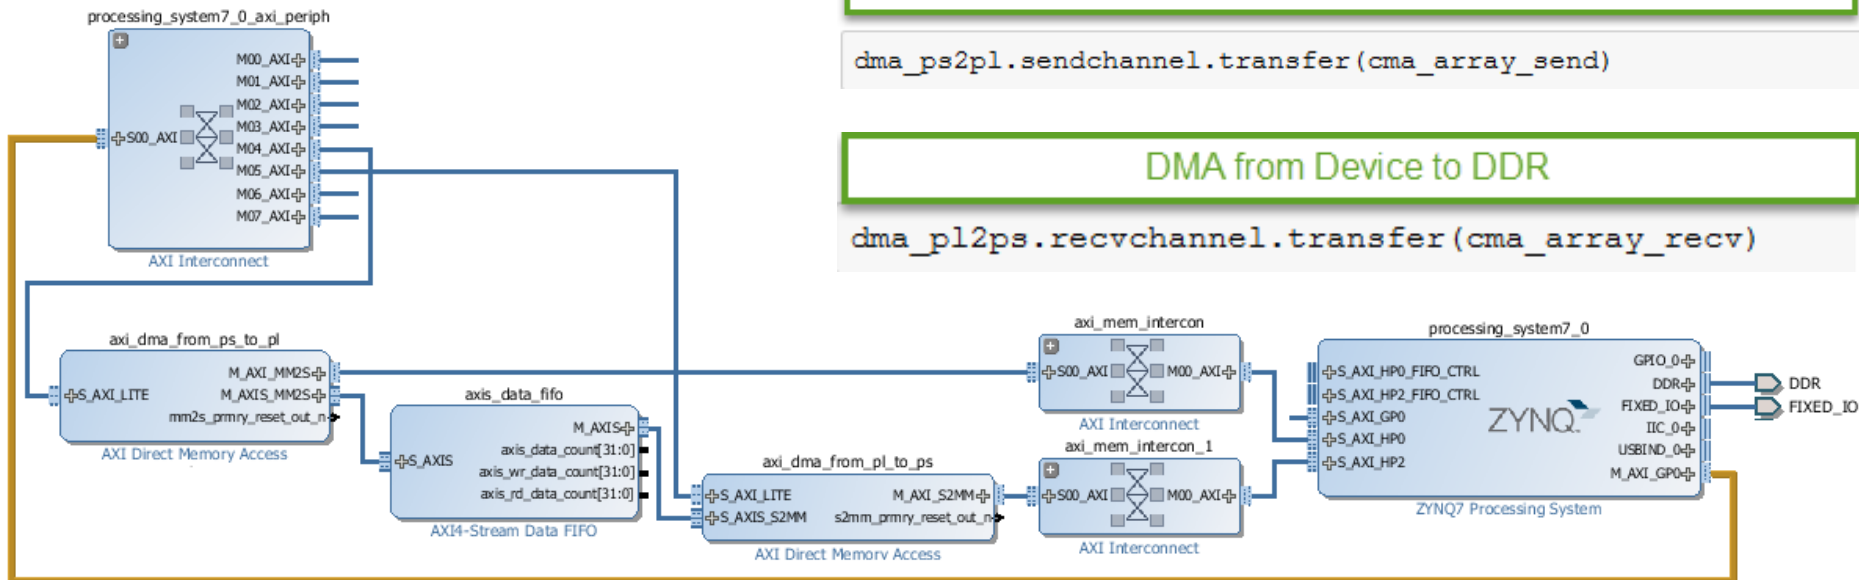 processing_system7_0_axi_periph
M00_AXI
M01_AXI
M02_AXI
M03_AXI
S00_AXI
M04_AXI
M05_AXI
M06_AXI
M07_AXI
AXI Interconnect
dma_ps2pl.sendchannel.transfer(cma_array_send)
DMA from Device to DDR
dma_pl2ps.recvchannel.transfer(cma_array_recv)
axi_dma_from_ps_to_pl
S_AXI_LITE
M_AXI_MM2S
M_AXIS_MM2S
mm2s_prmry_reset_out_n
AXI Direct Memory Access
axis_data_fifo
S_AXIS
M_AXIS
axis_data_count[31:0]
axis_wr_data_count[31:0]
axis_rd_data_count[31:0]
AXI4-Stream Data FIFO
axi_dma_from_pl_to_ps
S_AXI_LITE
S_AXIS_S2MM
M_AXI_S2MM
s2mm_prmry_reset_out_n
AXI Direct Memory Access
axi_mem_intercon
S00_AXI
M00_AXI
AXI Interconnect
axi_mem_intercon_1
S00_AXI
M00_AXI
AXI Interconnect
processing_system7_0
S_AXI_HP0_FIFO_CTRL
S_AXI_HP2_FIFO_CTRL
S_AXI_GP0
S_AXI_HP0
S_AXI_HP2
ZYNQ
GPIO_0
DDR
FIXED_IO
IIC_0
USBIND_0
M_AXI_GP0
ZYNQ7 Processing System
DDR
FIXED_IO